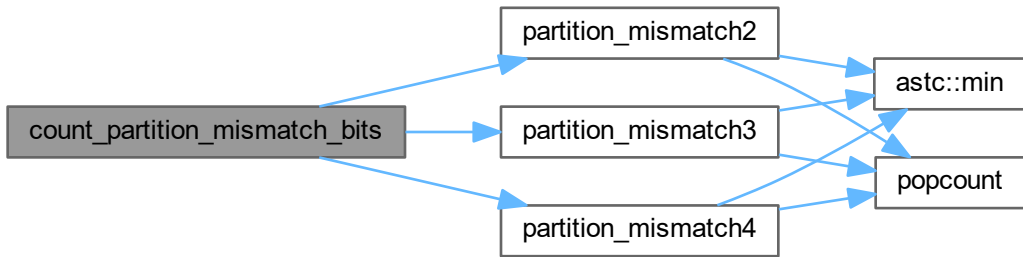 count_partition_mismatch_bits
partition_mismatch2
partition_mismatch3
partition_mismatch4
astc::min
popcount